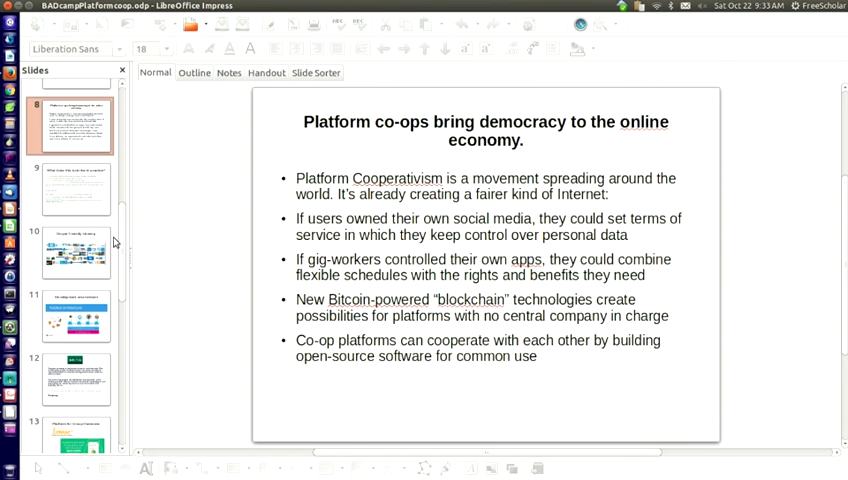 BADcampPlatformcoop.odp - LibreOffice Impress
Sat Oct 22 9:33 AM FreeScholar
Liberation Sans 18
Slides
Normal Outline Notes Handout Slide Sorter
8
9
10
11
12
13
Platform co-ops bring democracy to the online
economy.
• Platform Cooperativism is a movement spreading around the
world. It's already creating a fairer kind of Internet:
• If users owned their own social media, they could set terms of
service in which they keep control over personal data
• If gig-workers controlled their own apps, they could combine
flexible schedules with the rights and benefits they need
• New Bitcoin-powered “blockchain” technologies create
possibilities for platforms with no central company in charge
• Co-op platforms can cooperate with each other by building
open-source software for common use